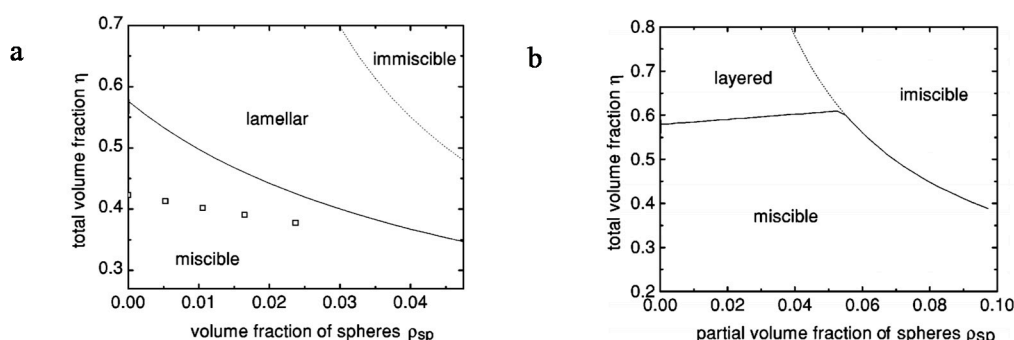 a
0.7
0.6
0.5
0.4
0.3
total volume fraction η
immiscible
lamellar
miscible
0.00 0.01 0.02 0.03 0.04
volume fraction of spheres ρsp
b
0.8
0.7
0.6
0.5
0.4
0.3
0.2
total volume fraction η
layered
imiscible
miscible
0.00 0.02 0.04 0.06 0.08 0.10
partial volume fraction of spheres ρsp